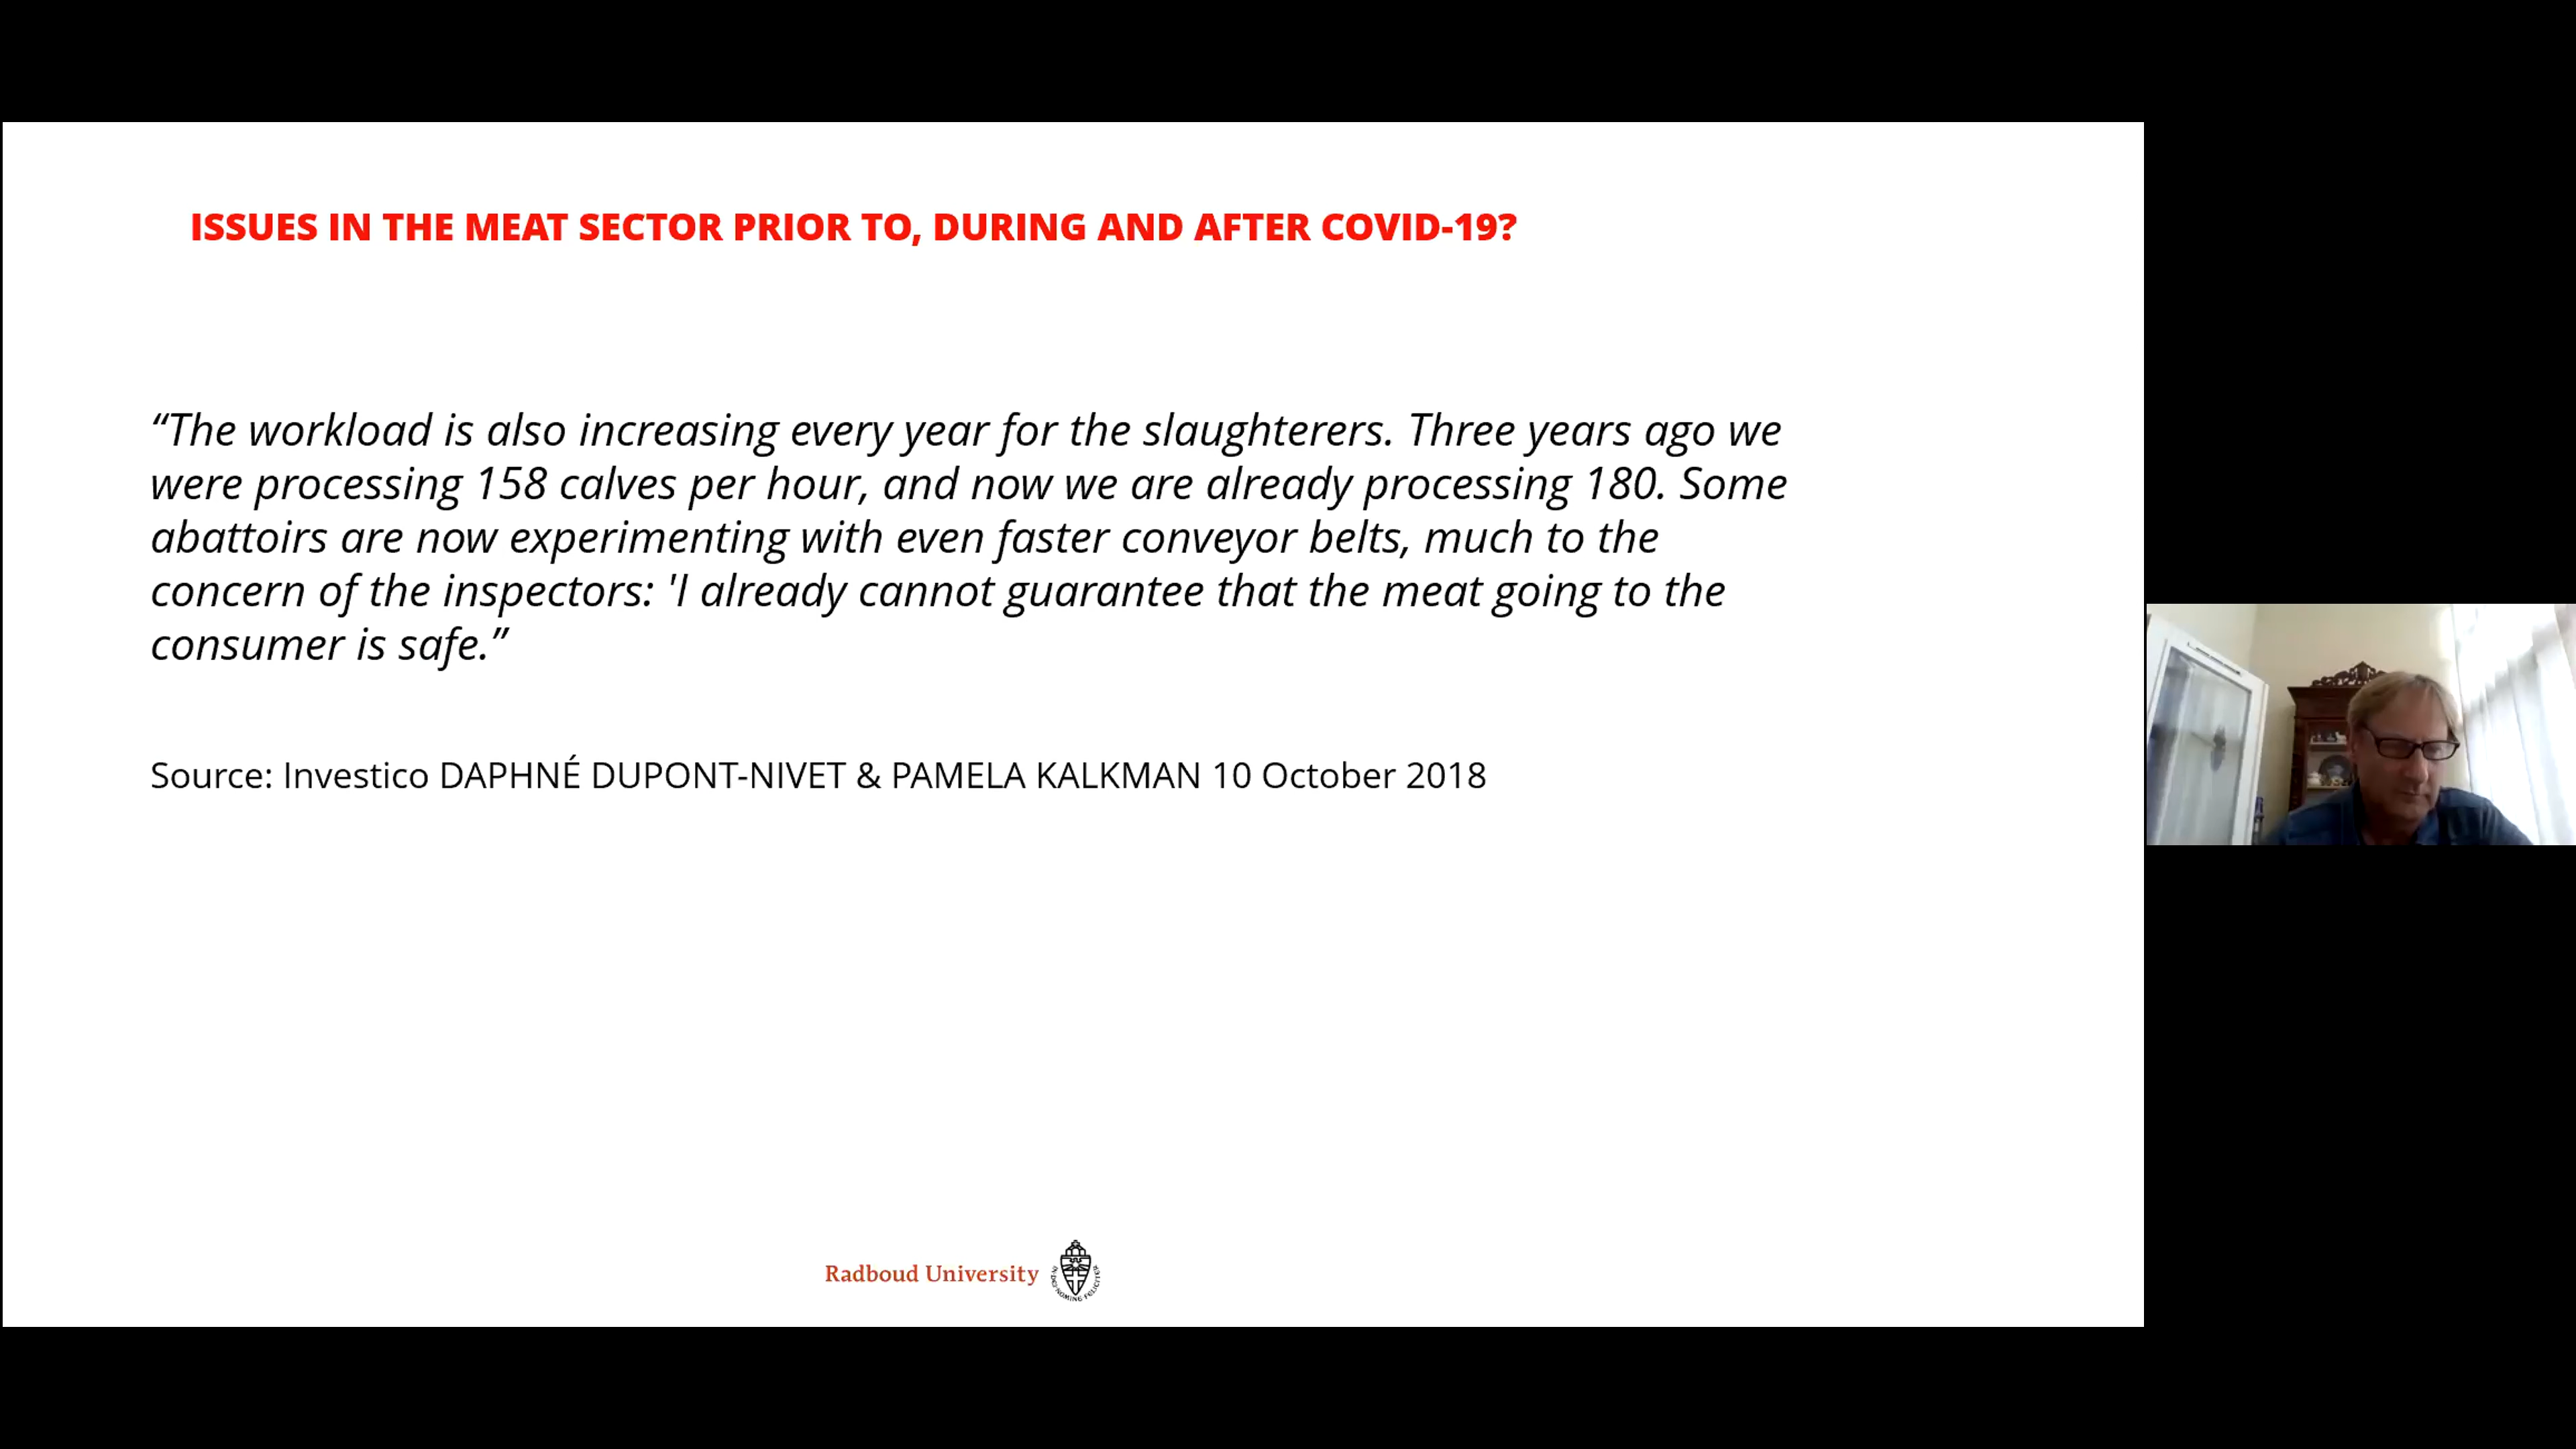 ISSUES IN THE MEAT SECTOR PRIOR TO, DURING AND AFTER COVID-19?
“The workload is also increasing every year for the slaughterers. Three years ago we
were processing 158 calves per hour, and now we are already processing 180. Some
abattoirs are now experimenting with even faster conveyor belts, much to the
concern of the inspectors: 'I already cannot guarantee that the meat going to the
consumer is safe.”
Source: Investico DAPHNÉ DUPONT-NIVET & PAMELA KALKMAN 10 October 2018
Radboud University